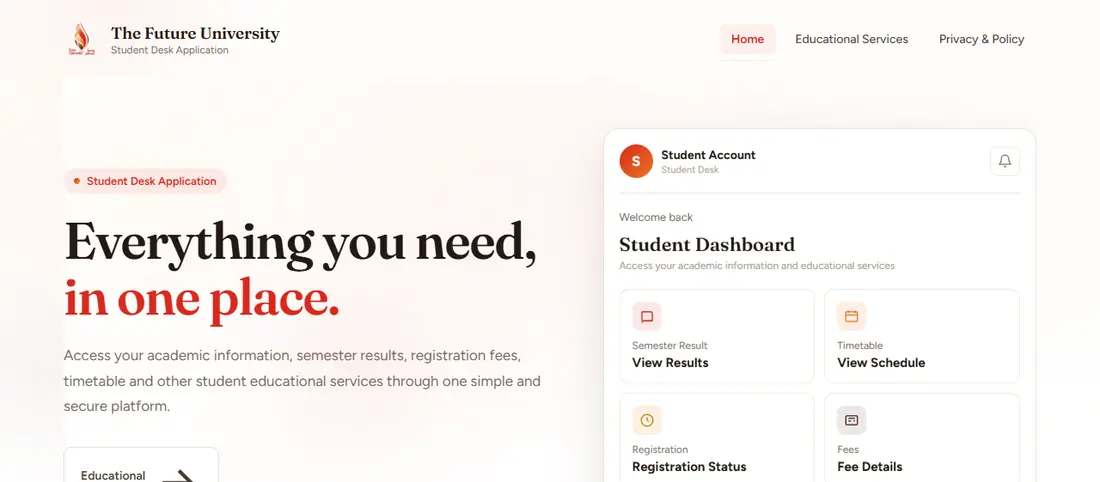 The Future University
Student Desk Application
Home
Educational Services
Privacy & Policy
Student Desk Application
Everything you need,
in one place.
Access your academic information, semester results, registration fees,
timetable and other student educational services through one simple and
secure platform.
Educational
S
Student Account
Student Desk
Welcome back
Student Dashboard
Access your academic information and educational services
Semester Result
View Results
Timetable
View Schedule
Registration
Registration Status
Fees
Fee Details